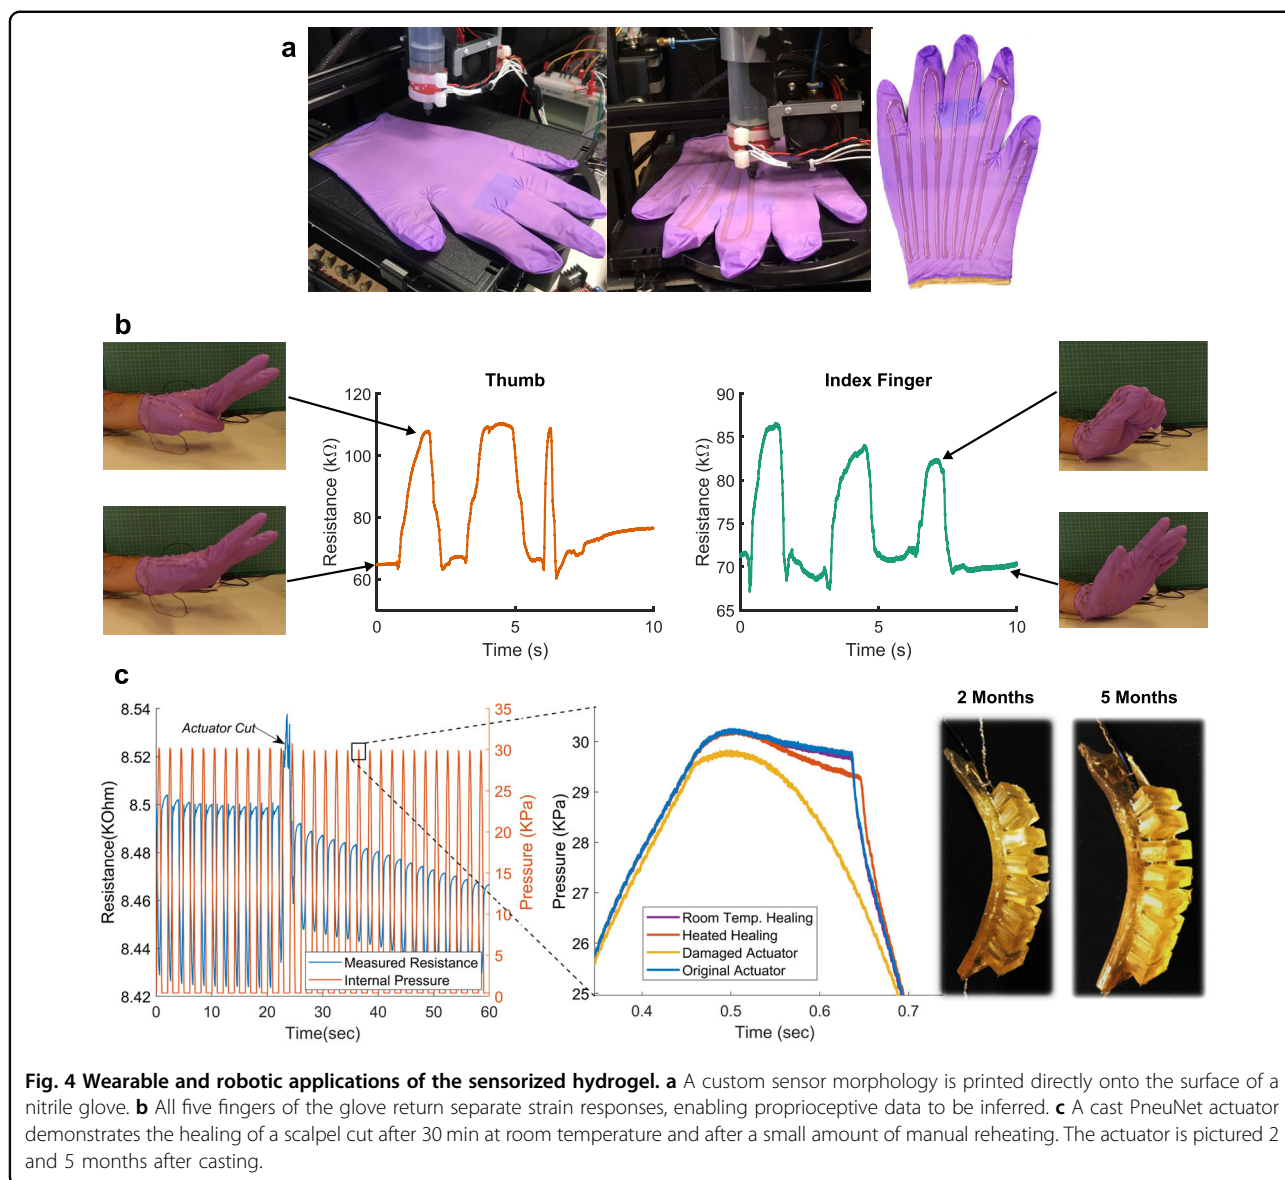 a
b
Thumb
120
100
80
60
Resistance (kΩ)
0
5
10
Time (s)
Index Finger
90
85
80
75
70
65
Resistance (kΩ)
0
5
10
Time (s)
c
8.54
8.52
8.5
8.48
8.46
8.44
8.42
Resistance(KOhm)
Actuator Cut
35
30
25
20
15
10
5
0
Pressure (KPa)
Measured Resistance
Internal Pressure
0
10
20
30
40
50
60
Time(sec)
30
29
28
27
26
25
Pressure (KPa)
Room Temp. Healing
Heated Healing
Damaged Actuator
Original Actuator
0.4
0.5
0.6
0.7
Time (sec)
2 Months
5 Months
Fig. 4 Wearable and robotic applications of the sensorized hydrogel. a A custom sensor morphology is printed directly onto the surface of a
nitrile glove. b All five fingers of the glove return separate strain responses, enabling proprioceptive data to be inferred. c A cast PneuNet actuator
demonstrates the healing of a scalpel cut after 30 min at room temperature and after a small amount of manual reheating. The actuator is pictured 2
and 5 months after casting.